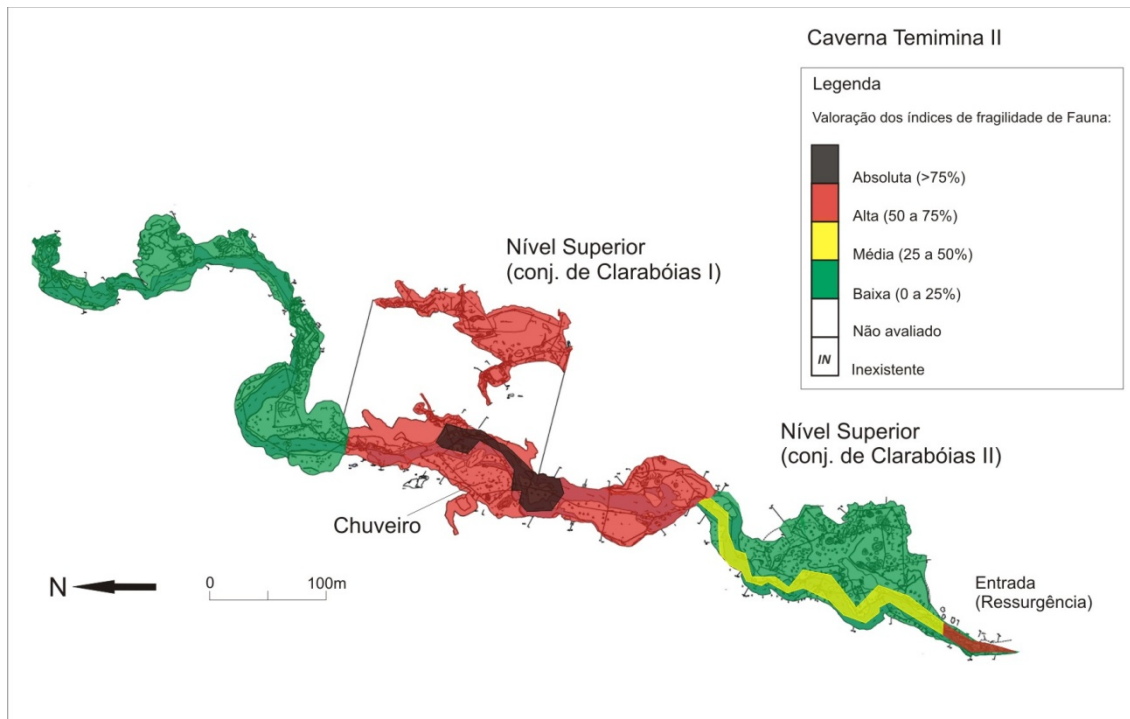 Caverna Temimina II
Legenda
Valoração dos índices de fragilidade de Fauna:
Absoluta (>75%)
Alta (50 a 75%)
Média (25 a 50%)
Baixa (0 a 25%)
Não avaliado
IN Inexistente
Nível Superior
(conj. de Clarabóias I)
Nível Superior
(conj. de Clarabóias II)
Chuveiro
Entrada
(Ressurgência)
N
0 100m